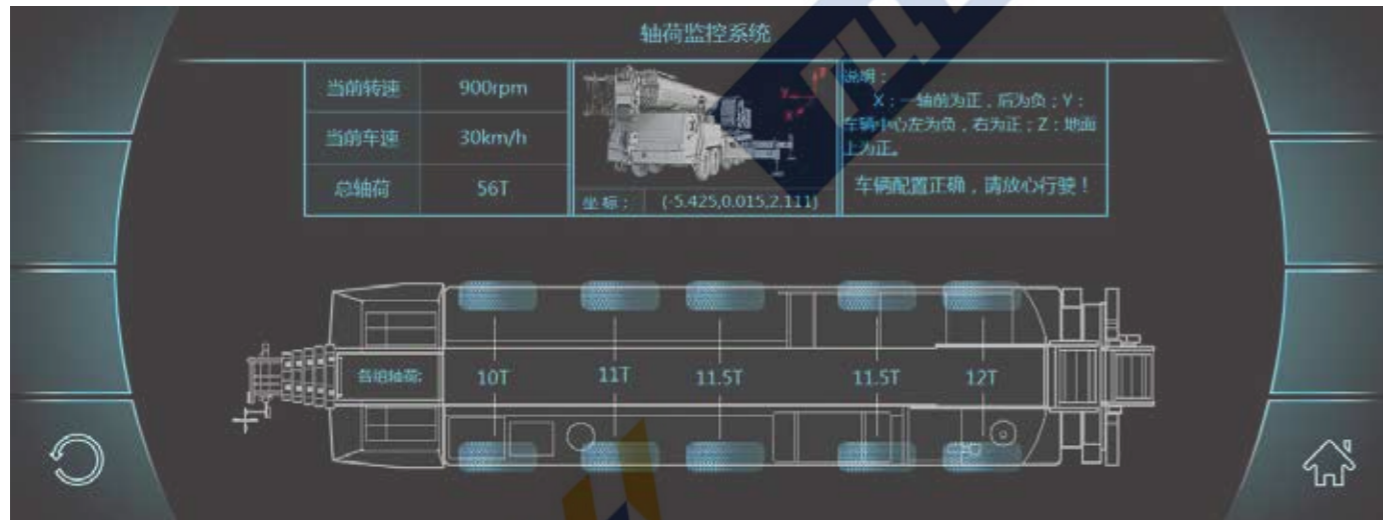 轴荷监控系统
当前转速 900rpm
当前车速 30km/h
总轴荷 56T
Y
X
坐标： (-5.425,0.015,2.111)
说明：
X：一轴前为正，后为负；Y：
车辆中心左为负，右为正；Z：地面
上为正。
车辆配置正确，请放心行驶！
各组轴荷: 10T 11T 11.5T 11.5T 12T